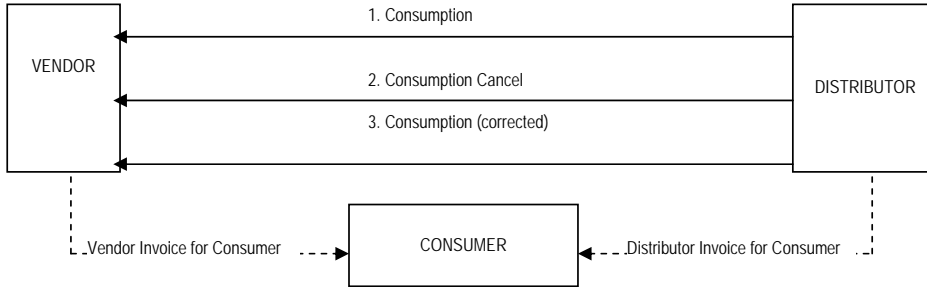 1. Consumption
VENDOR
2. Consumption Cancel
DISTRIBUTOR
3. Consumption (corrected)
Vendor Invoice for Consumer
CONSUMER
Distributor Invoice for Consumer